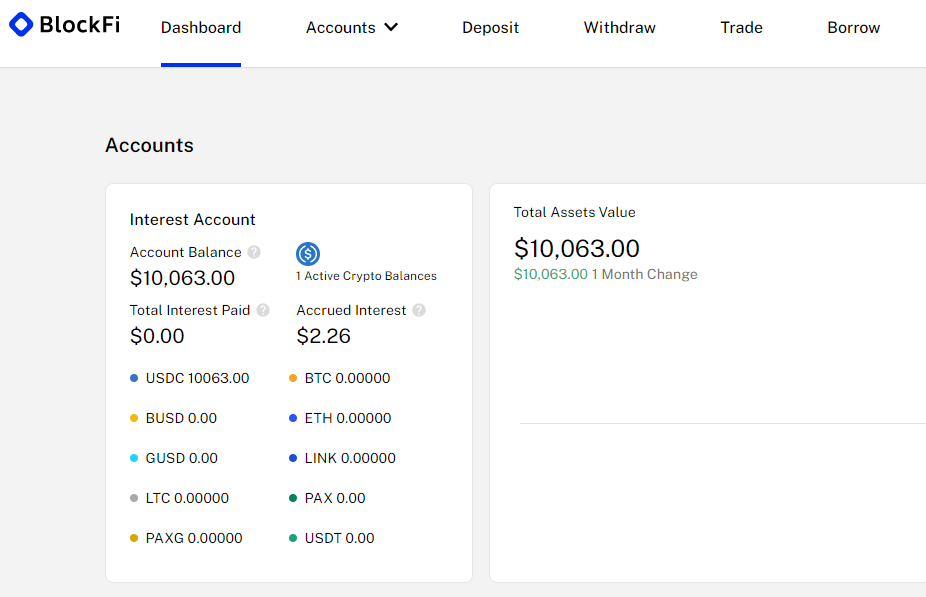 BlockFi
Dashboard
Accounts
Deposit
Withdraw
Trade
Borrow
Accounts
Interest Account
Account Balance ?
$10,063.00
1 Active Crypto Balances
Total Interest Paid ?
$0.00
Accrued Interest ?
$2.26
USDC 10063.00
BTC 0.00000
BUSD 0.00
ETH 0.00000
GUSD 0.00
LINK 0.00000
LTC 0.00000
PAX 0.00
PAXG 0.00000
USDT 0.00
Total Assets Value
$10,063.00
$10,063.00 1 Month Change